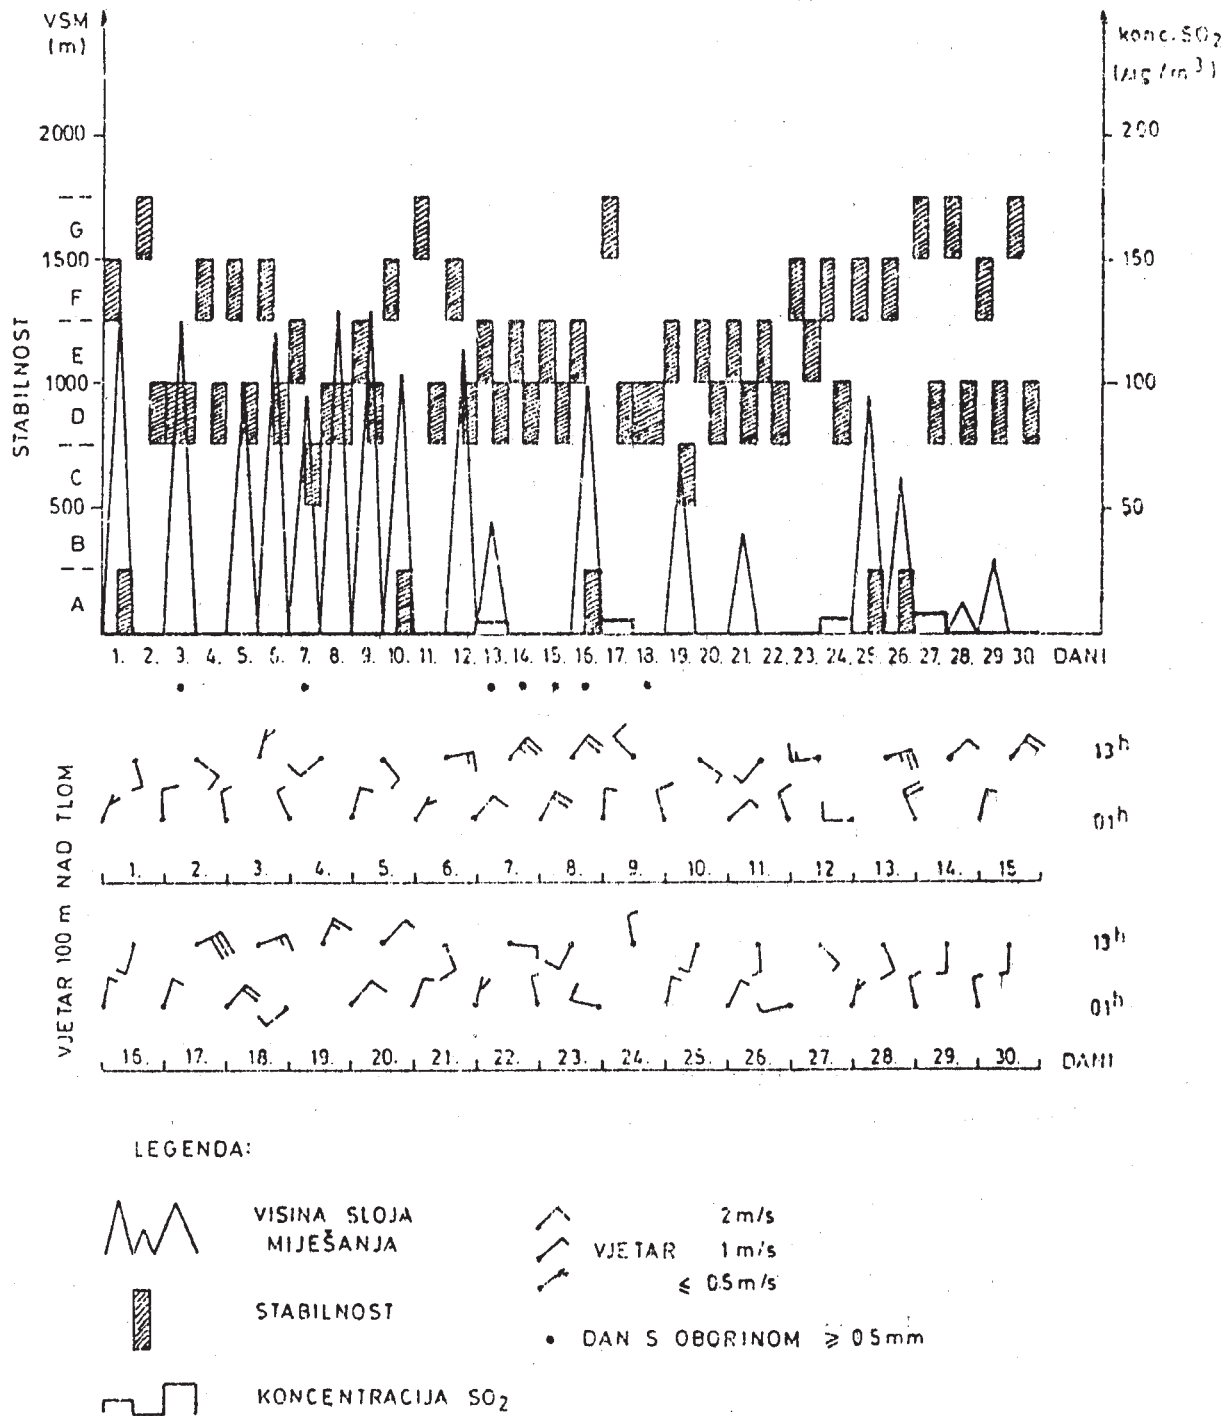 VSM
(m)
konc. SO2
(µg/m3)
2000
200
G
1500
150
F
E
1000
100
D
C
500
50
B
A
STABILNOST
1. 2. 3. 4. 5. 6. 7. 8. 9. 10. 11. 12. 13. 14. 15. 16. 17. 18. 19. 20. 21. 22. 23. 24. 25. 26. 27. 28. 29 30 DANI
13h
01h
1. 2. 3. 4. 5. 6. 7. 8. 9. 10. 11. 12 13. 14. 15
VJETAR 100 m NAD TLOM
13h
01h
16. 17. 18. 19. 20. 21. 22. 23. 24. 25. 26. 27. 28. 29. 30. DANI
LEGENDA:
VISINA SLOJA
MIJEŠANJA
2 m/s
VJETAR 1 m/s
≤ 0.5 m/s
STABILNOST
DAN S OBORINOM ≥ 0.5 mm
KONCENTRACIJA SO2